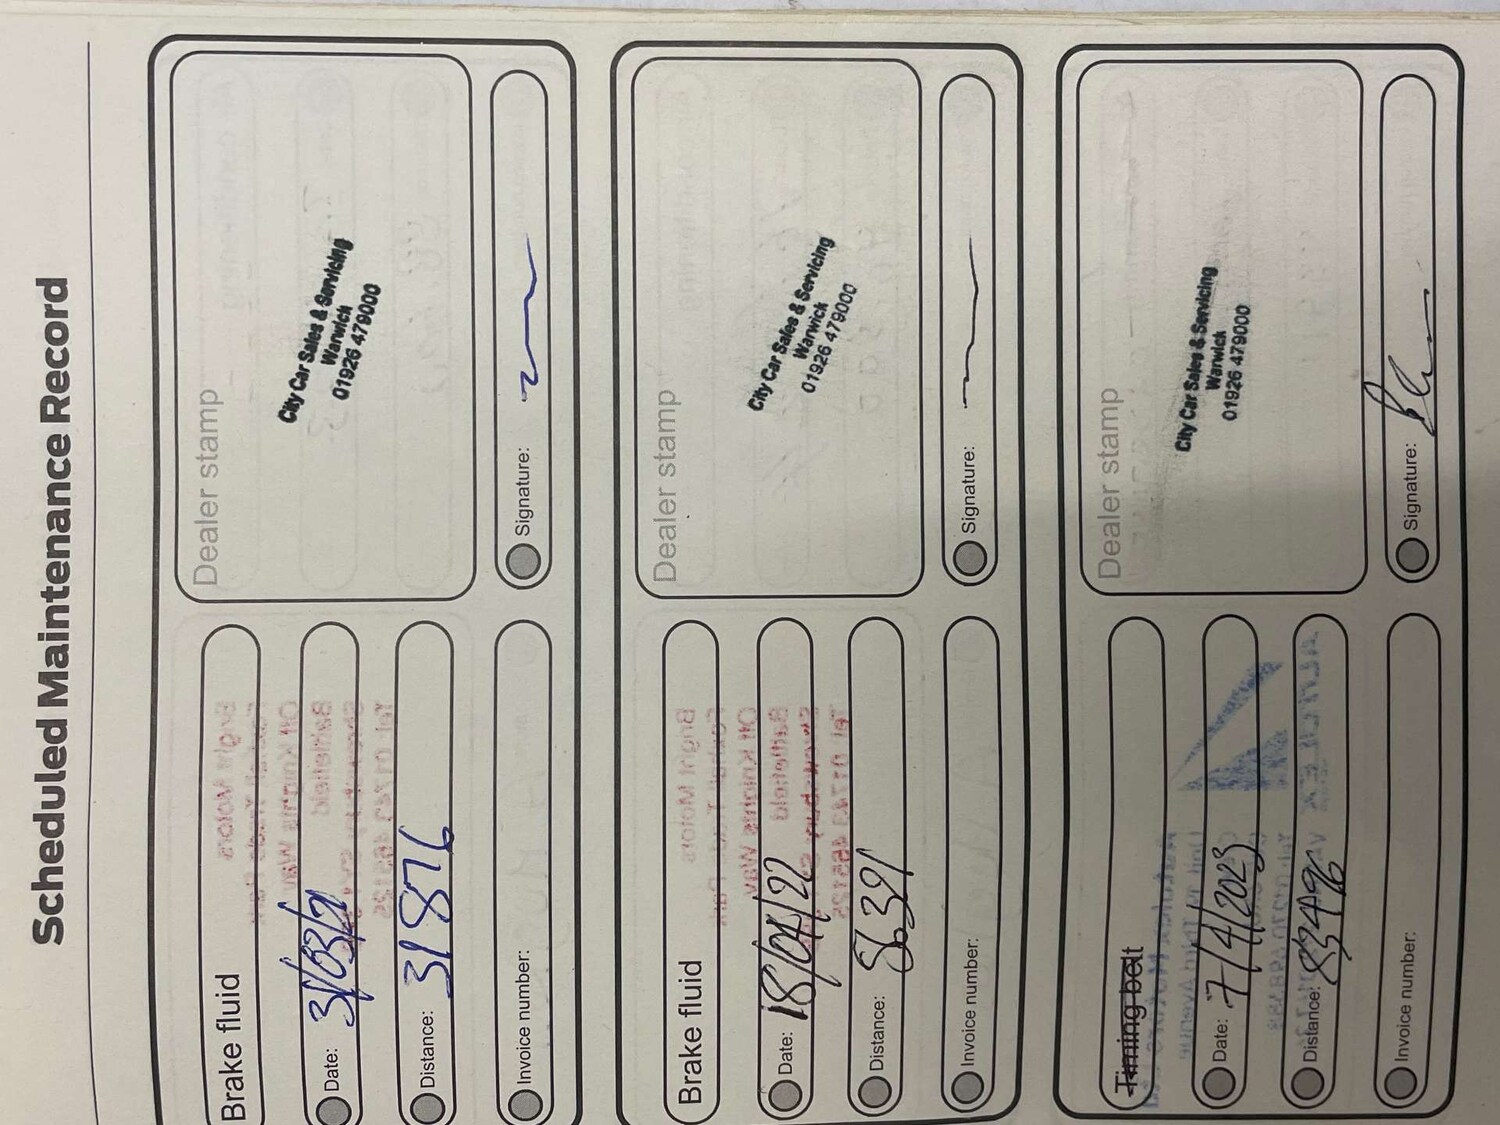 Scheduled Maintenance Record
Brake fluid
Date: 31/03/21
Distance: 31876
Invoice number:
Dealer stamp
City Car Sales & Servicing
Warwick
01926 479000
Signature:
Brake fluid
Date: 18/04/22
Distance:
Invoice number:
Dealer stamp
City Car Sales & Servicing
Warwick
01926 479000
Signature:
Timing belt
Date: 7/4/2023
Distance: 83496
Invoice number:
Dealer stamp
City Car Sales & Servicing
Warwick
01926 479000
Signature: